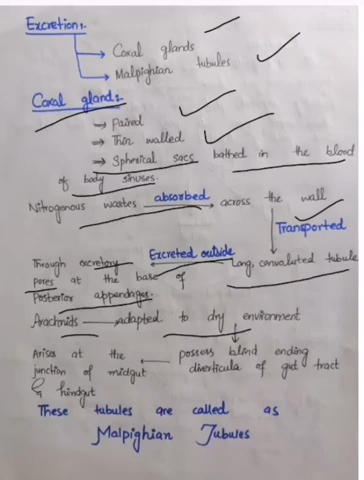 Excretion:-
→ Coxal glands
→ Malpighian tubules
Coxal glands:
→ Paired
→ Thin walled
→ Spherical sacs bathed in the blood
of body sinuses.
Nitrogenous wastes absorbed across the wall
Transported
Through excretory Excreted outside Long, convoluted tubule
pores at the base of
Posterior appendages.
Arachnids adapted to dry environment
Arises at the ← possess blind ending
junction of midgut diverticula of gut tract
& hindgut
These tubules are called as
Malpighian Tubules